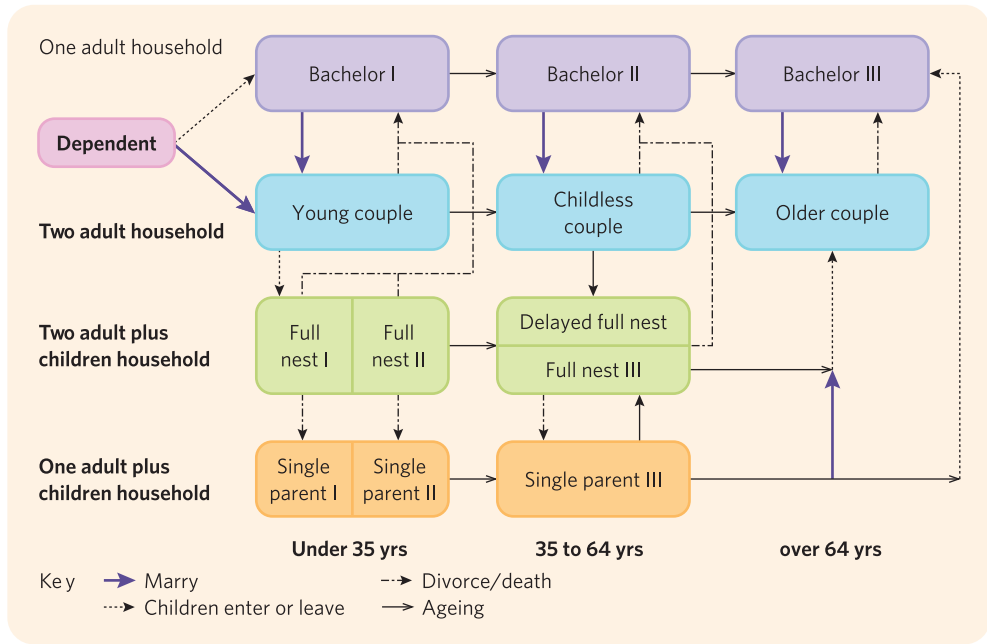 One adult household
Bachelor I
Bachelor II
Bachelor III
Dependent
Two adult household
Young couple
Childless
couple
Older couple
Two adult plus
children household
Full
nest I
Full
nest II
Delayed full nest
Full nest III
One adult plus
children household
Single
parent I
Single
parent II
Single parent III
Under 35 yrs
35 to 64 yrs
over 64 yrs
Key
Marry
Divorce/death
Children enter or leave
Ageing